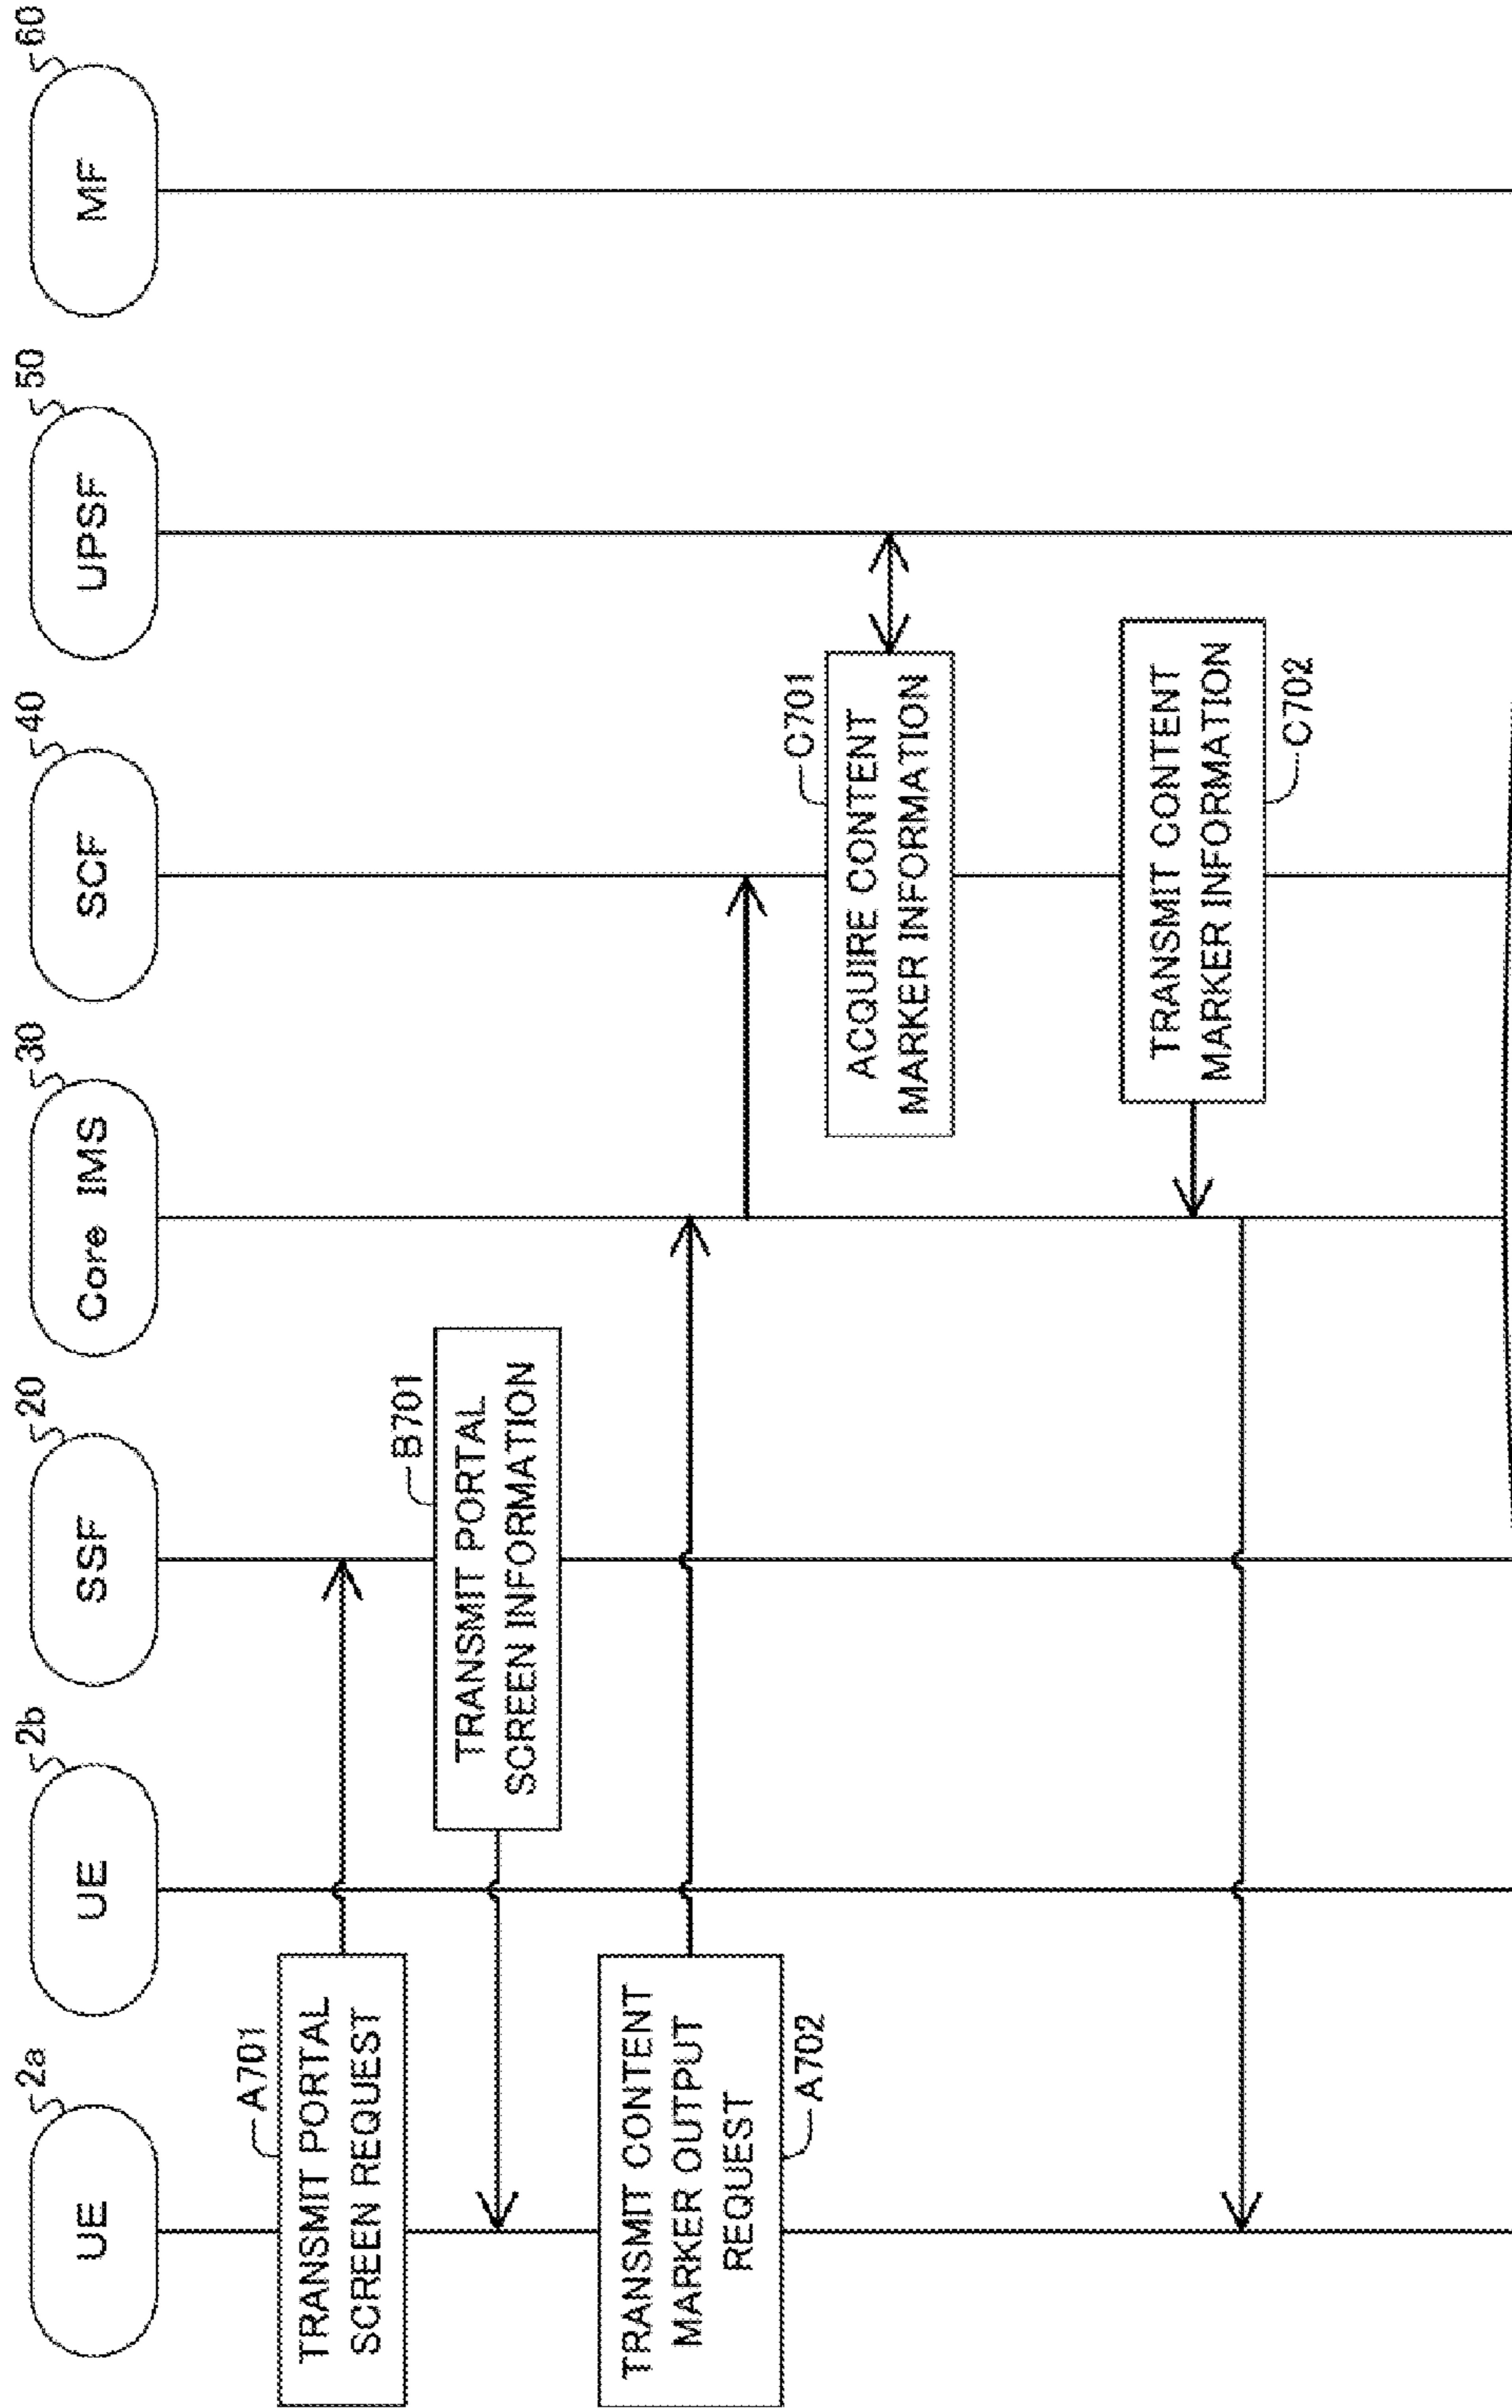 2a
UE
2b
UE
20
SSF
30
Core IMS
40
SCF
50
UPSF
60
MF
A701
TRANSMIT PORTAL
SCREEN REQUEST
B701
TRANSMIT PORTAL
SCREEN INFORMATION
TRANSMIT CONTENT
MARKER OUTPUT
REQUEST
A702
C701
ACQUIRE CONTENT
MARKER INFORMATION
TRANSMIT CONTENT
MARKER INFORMATION
C702